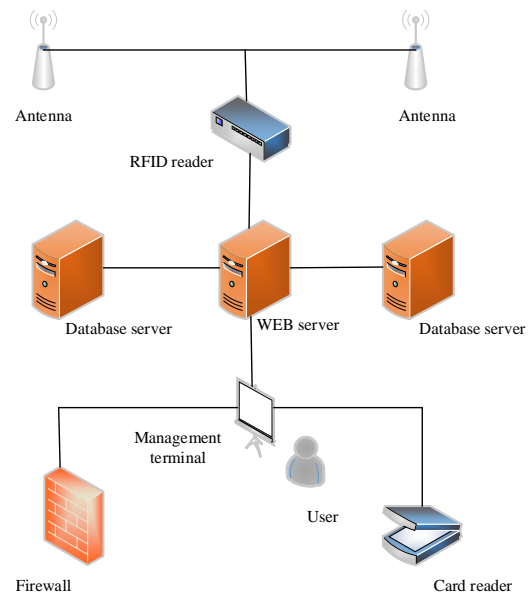 Antenna
Antenna
RFID reader
Database server
WEB server
Database server
Management
terminal
User
Firewall
Card reader